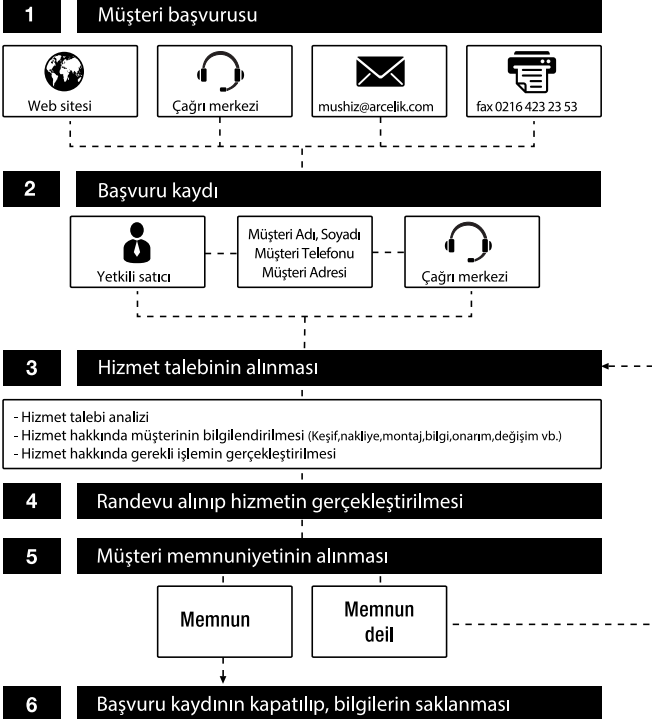 1 Müşteri başvurusu
Web sitesi
Çağrı merkezi
mushiz@arcelik.com
fax 0216 423 23 53
2 Başvuru kaydı
Yetkili satıcı
Müşteri Adı, Soyadı
Müşteri Telefonu
Müşteri Adresi
Çağrı merkezi
3 Hizmet talebinin alınması
- Hizmet talebi analizi
- Hizmet hakkında müşterinin bilgilendirilmesi (Keşif,nakliye,montaj,bilgi,onarım,değişim vb.)
- Hizmet hakkında gerekli işlemin gerçekleştirilmesi
4 Randevu alınıp hizmetin gerçekleştirilmesi
5 Müşteri memnuniyetinin alınması
Memnun
Memnun
deil
6 Başvuru kaydının kapatılıp, bilgilerin saklanması